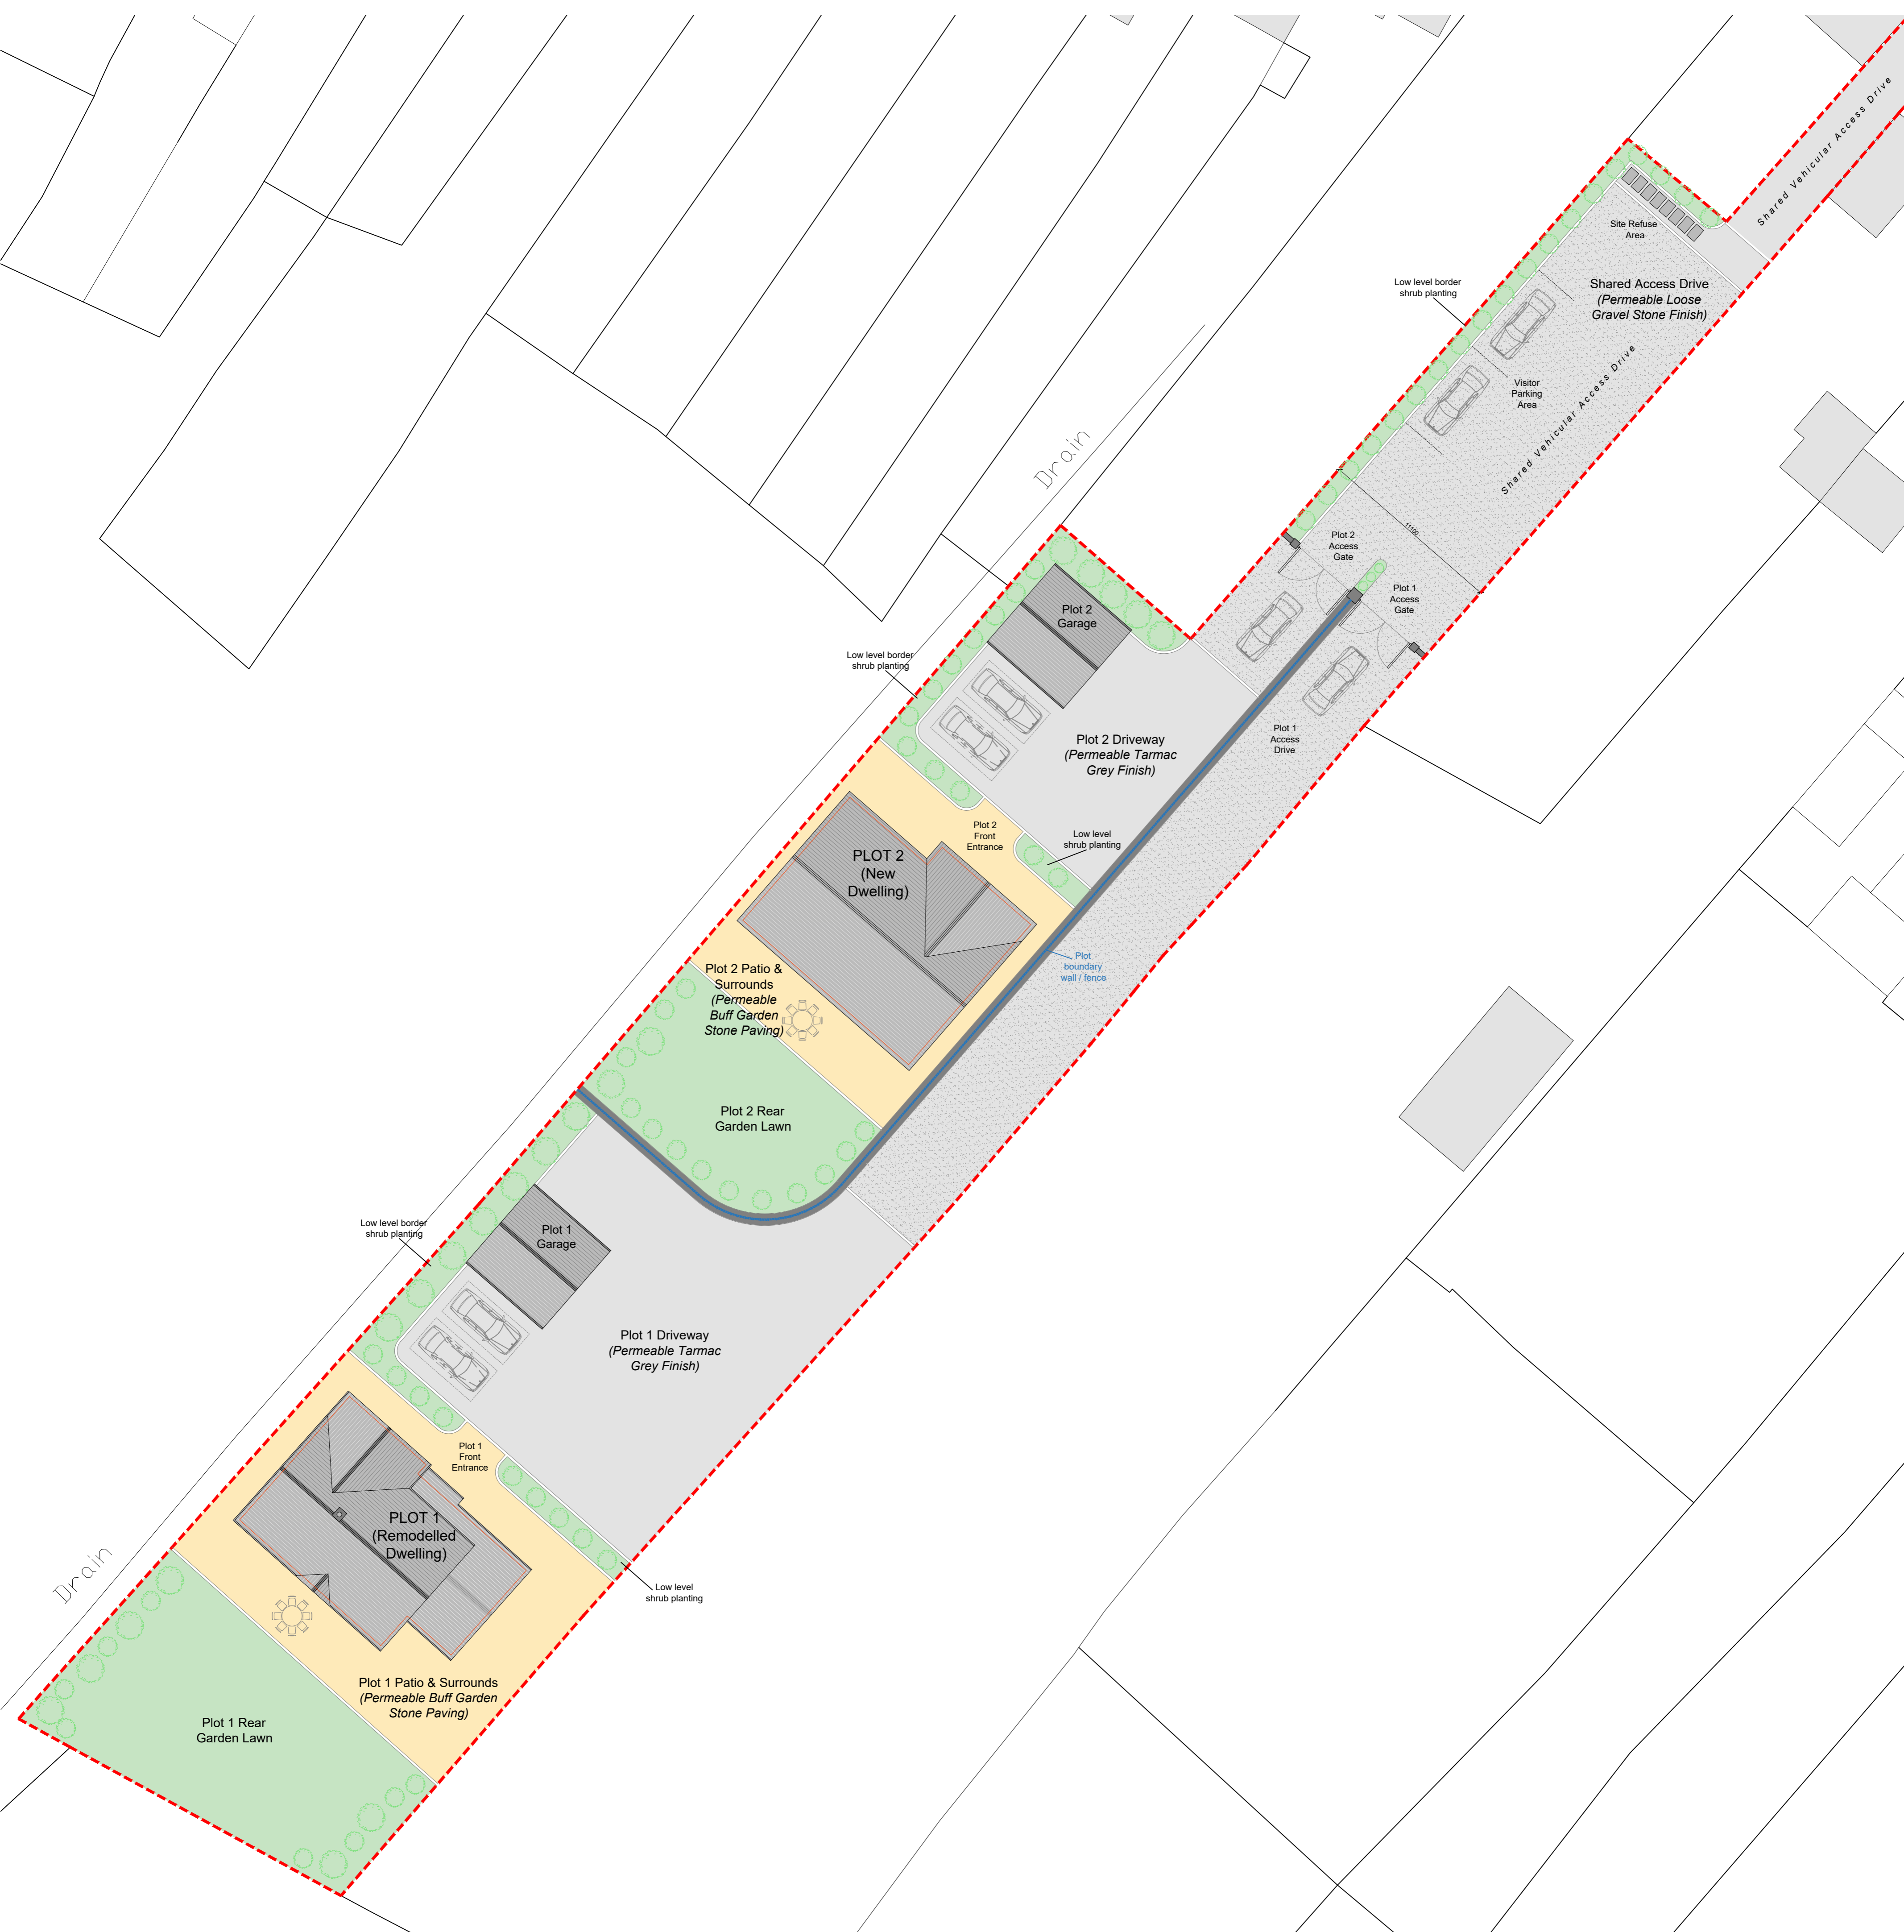 Shared Vehicular Access Drive
Site Refuse
Area
Shared Access Drive
(Permeable Loose
Gravel Stone Finish)
Low level border
shrub planting
Visitor
Parking
Area
Shared Vehicular Access Drive
Drain
11100
Plot 2
Access
Gate
Plot 1
Access
Gate
Plot 2
Garage
Low level border
shrub planting
Plot 1
Access
Drive
Plot 2 Driveway
(Permeable Tarmac
Grey Finish)
Plot 2
Front
Entrance
Low level
shrub planting
PLOT 2
(New
Dwelling)
Plot
boundary
wall / fence
Plot 2 Patio &
Surrounds
(Permeable
Buff Garden
Stone Paving)
Plot 2 Rear
Garden Lawn
Low level border
shrub planting
Plot 1
Garage
Plot 1 Driveway
(Permeable Tarmac
Grey Finish)
Plot 1
Front
Entrance
PLOT 1
(Remodelled
Dwelling)
Drain
Low level
shrub planting
Plot 1 Patio & Surrounds
(Permeable Buff Garden
Stone Paving)
Plot 1 Rear
Garden Lawn